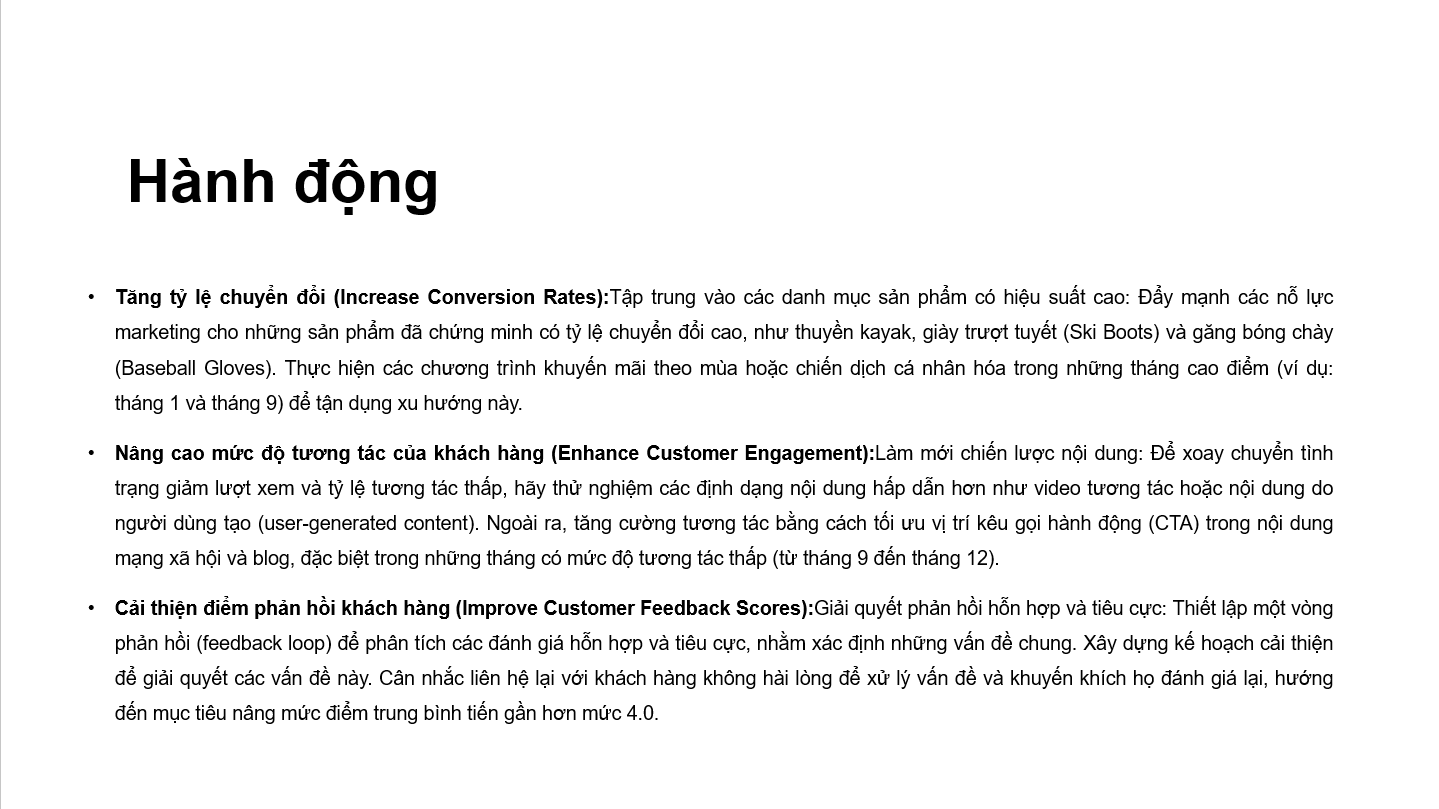 Hành động
• Tăng tỷ lệ chuyển đổi (Increase Conversion Rates):Tập trung vào các danh mục sản phẩm có hiệu suất cao: Đẩy mạnh các nỗ lực
marketing cho những sản phẩm đã chứng minh có tỷ lệ chuyển đổi cao, như thuyền kayak, giày trượt tuyết (Ski Boots) và găng bóng chày
(Baseball Gloves). Thực hiện các chương trình khuyến mãi theo mùa hoặc chiến dịch cá nhân hóa trong những tháng cao điểm (ví dụ:
tháng 1 và tháng 9) để tận dụng xu hướng này.
• Nâng cao mức độ tương tác của khách hàng (Enhance Customer Engagement):Làm mới chiến lược nội dung: Để xoay chuyển tình
trạng giảm lượt xem và tỷ lệ tương tác thấp, hãy thử nghiệm các định dạng nội dung hấp dẫn hơn như video tương tác hoặc nội dung do
người dùng tạo (user-generated content). Ngoài ra, tăng cường tương tác bằng cách tối ưu vị trí kêu gọi hành động (CTA) trong nội dung
mạng xã hội và blog, đặc biệt trong những tháng có mức độ tương tác thấp (từ tháng 9 đến tháng 12).
• Cải thiện điểm phản hồi khách hàng (Improve Customer Feedback Scores):Giải quyết phản hồi hỗn hợp và tiêu cực: Thiết lập một vòng
phản hồi (feedback loop) để phân tích các đánh giá hỗn hợp và tiêu cực, nhằm xác định những vấn đề chung. Xây dựng kế hoạch cải thiện
để giải quyết các vấn đề này. Cân nhắc liên hệ lại với khách hàng không hài lòng để xử lý vấn đề và khuyến khích họ đánh giá lại, hướng
đến mục tiêu nâng mức điểm trung bình tiến gần hơn mức 4.0.